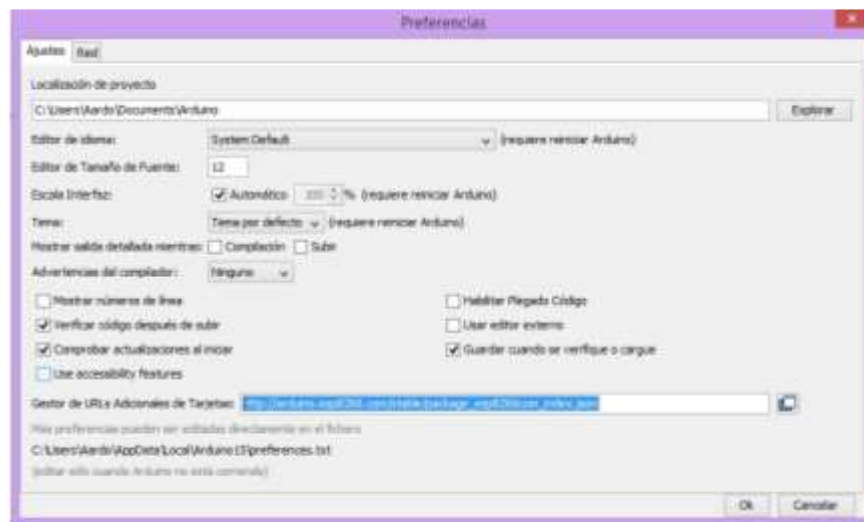 Preferencias
Ajustes Red
Localización de proyecto
C:\Users\Aardo\Documents\Arduino Explorar
Editor de idioma: System Default (requiere reiniciar Arduino)
Editor de Tamaño de Fuente: 12
Escala Interfaz: Automático 100 % (requiere reiniciar Arduino)
Tema: Tema por defecto (requiere reiniciar Arduino)
Mostrar salida detallada mientras: Compilación Subir
Advertencias del compilador: Ninguno
Mostrar números de línea Habilitar Plegado Código
Verificar código después de subir Usar editor externo
Comprobar actualizaciones al iniciar Guardar cuando se verifique o cargue
Use accessibility features
Gestor de URLs Adicionales de Tarjetas: http://arduino.esp8266.com/stable/package_esp8266com_index.json
Más preferencias pueden ser editadas directamente en el fichero
C:\Users\Aardo\AppData\Local\Arduino15\preferences.txt
(editar sólo cuando Arduino no está corriendo)
Ok Cancelar